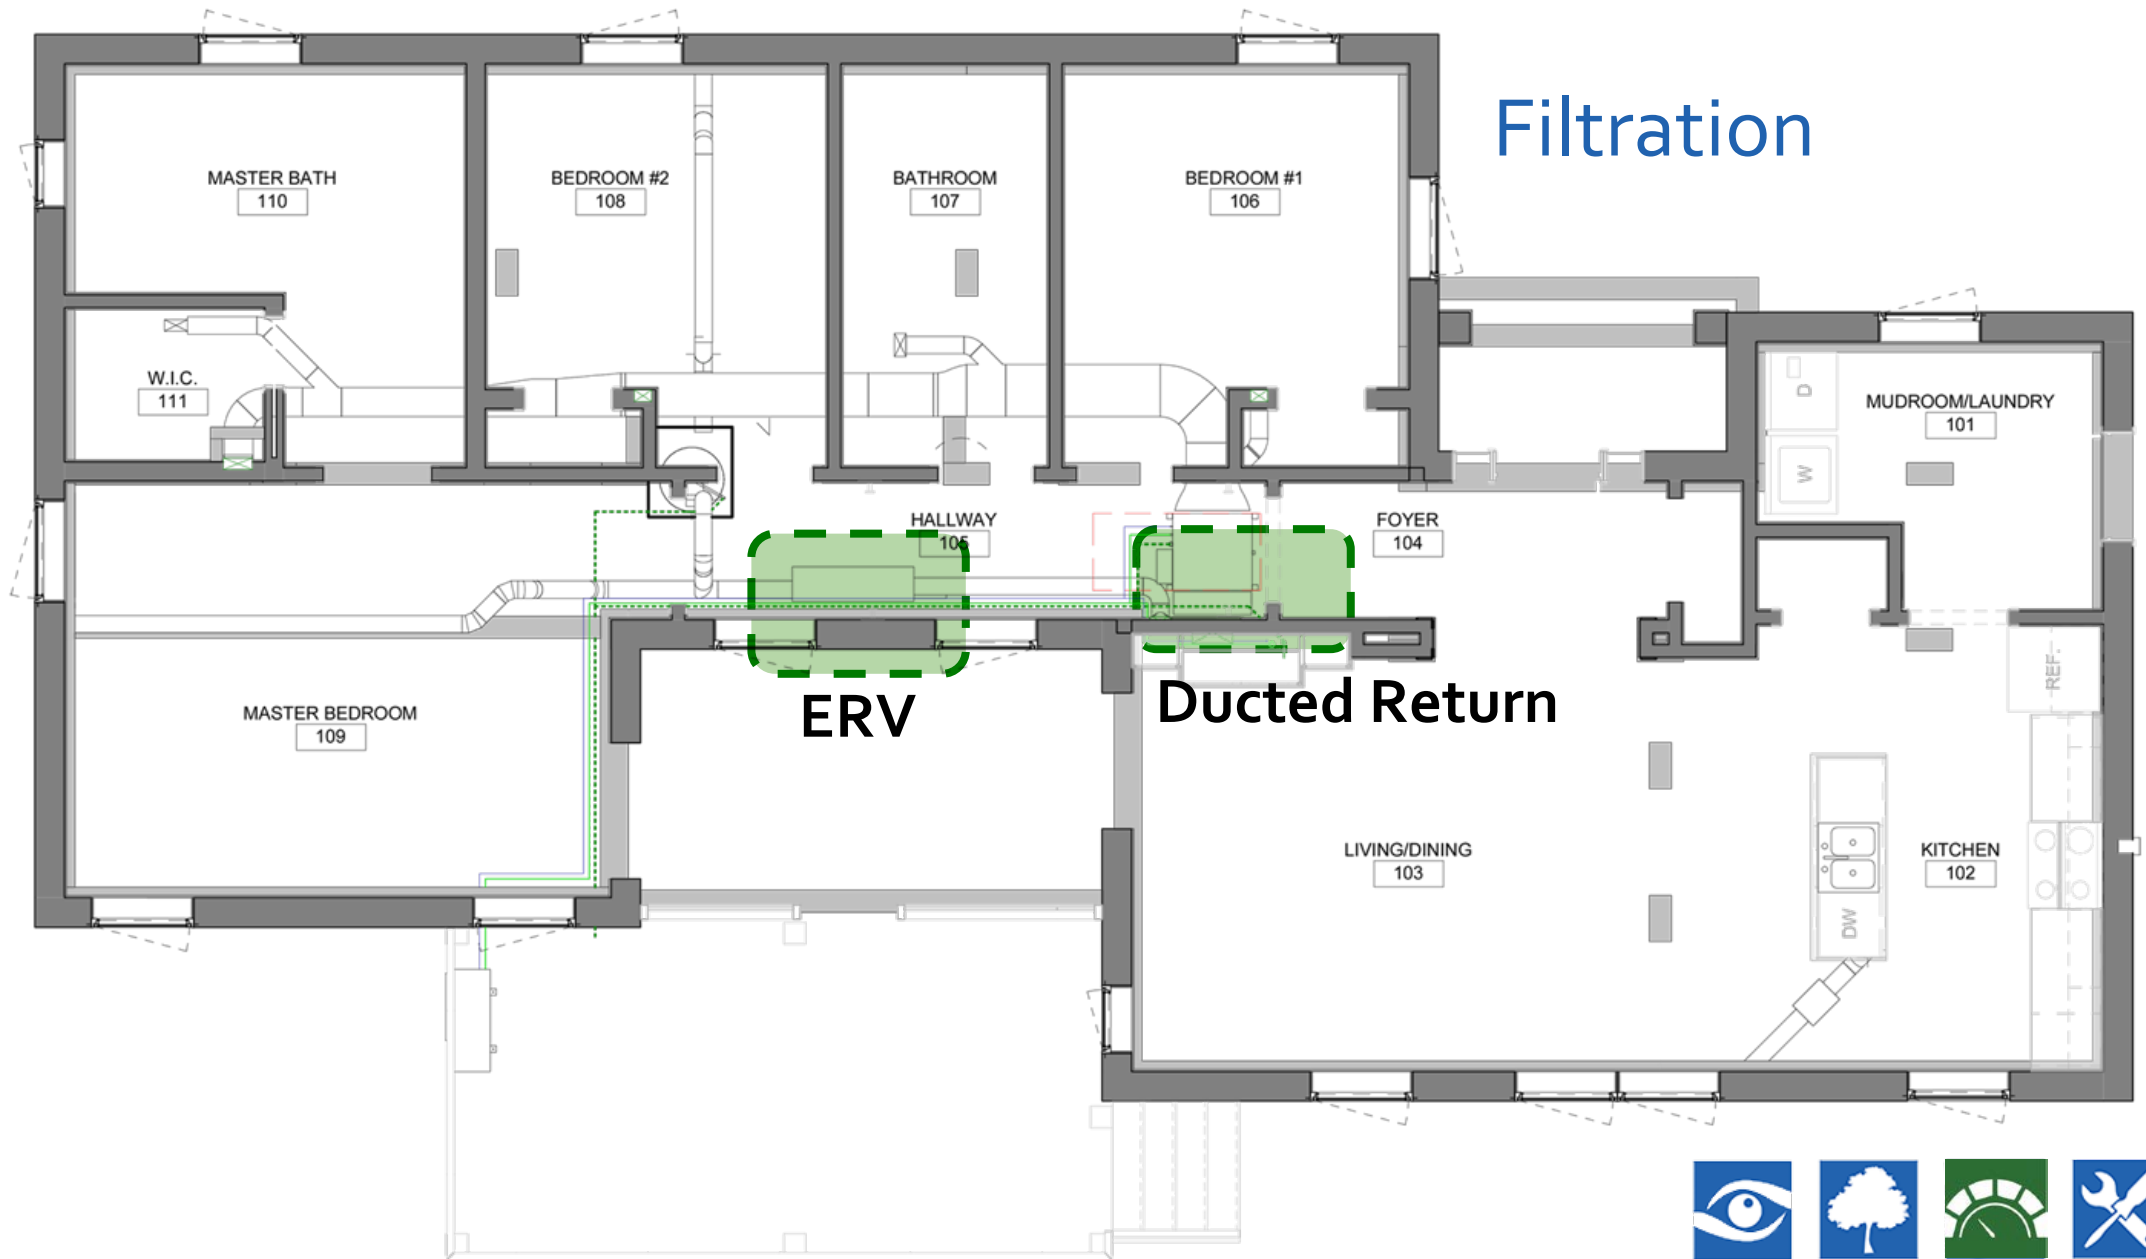 Filtration
MASTER BATH
110
BEDROOM #2
108
BATHROOM
107
BEDROOM #1
106
W.I.C.
111
MUDROOM/LAUNDRY
101
D
W
HALLWAY
105
FOYER
104
REF.
ERV
Ducted Return
MASTER BEDROOM
109
LIVING/DINING
103
KITCHEN
102
DW